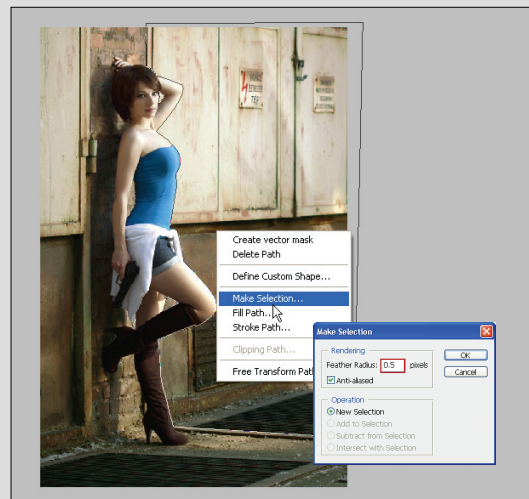 Create vector mask
Delete Path
Define Custom Shape...
Make Selection...
Fill Path...
Stroke Path...
Clipping Path...
Free Transform Path
Make Selection
Rendering
Feather Radius: 0.5 pixels
Anti-aliased
OK
Cancel
Operation
New Selection
Add to Selection
Subtract from Selection
Intersect with Selection